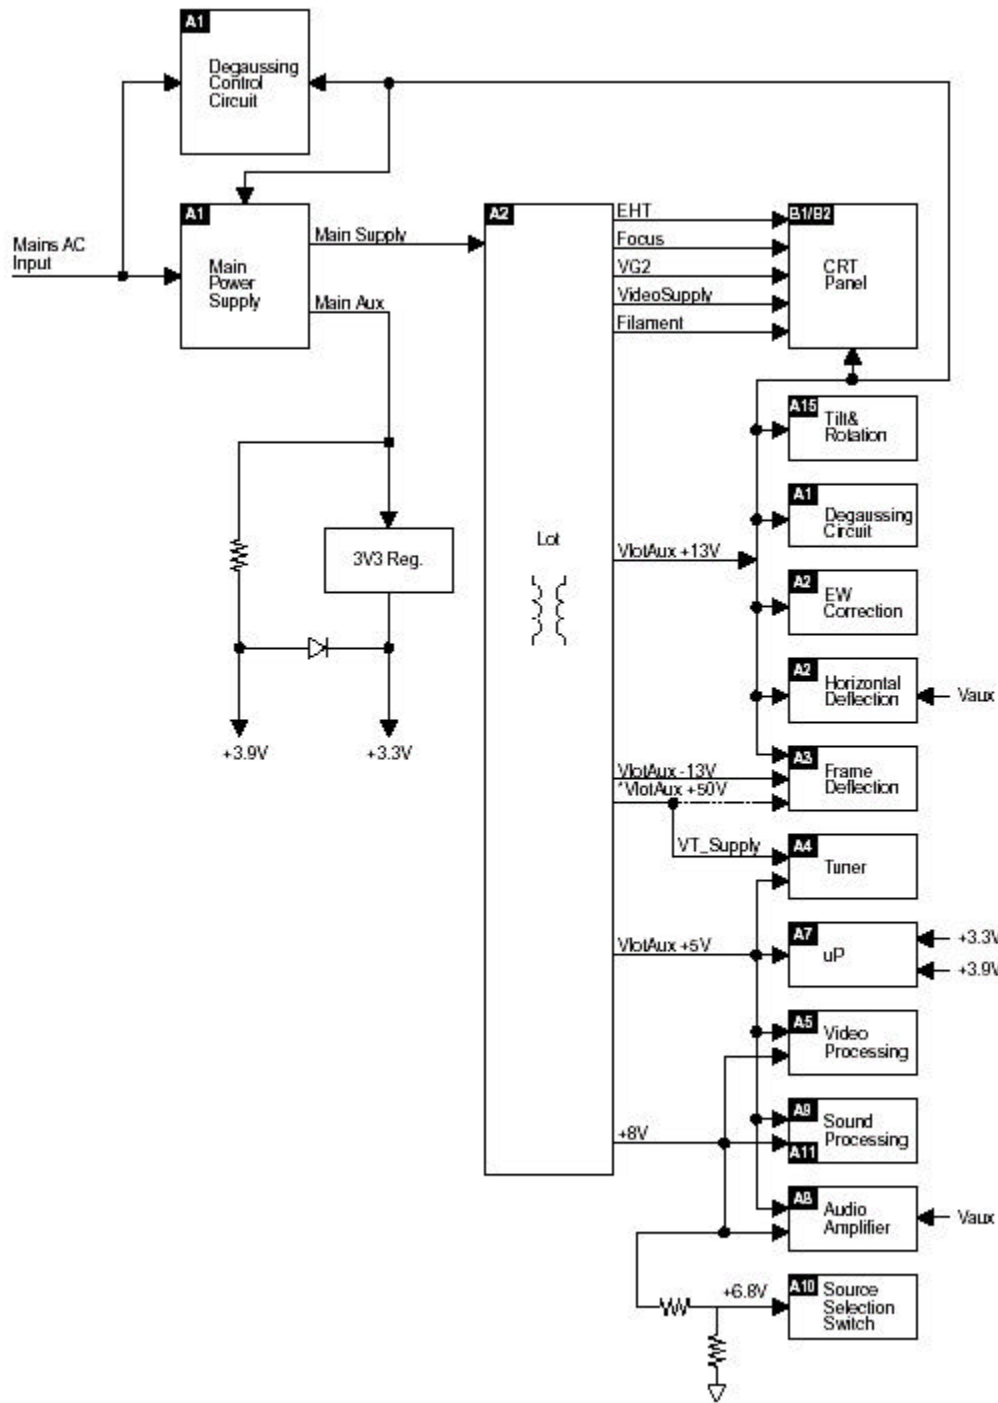 A1
Degaussing
Control
Circuit
Mains AC
Input
A1
Main
Power
Supply
Main Supply
Main Aux
3V3 Reg.
+3.9V
+3.3V
A2
Lot
EHT
Focus
VG2
VideoSupply
Filament
B1/B2
CRT
Panel
VlotAux +13V
A15
Tilt&
Rotation
A1
Degaussing
Circuit
A2
EW
Correction
A2
Horizontal
Deflection
Vaux
VlotAux -13V
*VlotAux +50V
A3
Frame
Deflection
VT_Supply
A4
Tuner
VlotAux +5V
A7
uP
+3.3V
+3.9V
A5
Video
Processing
+8V
A9
Sound
Processing
A11
A8
Audio
Amplifier
Vaux
+6.8V
A10
Source
Selection
Switch